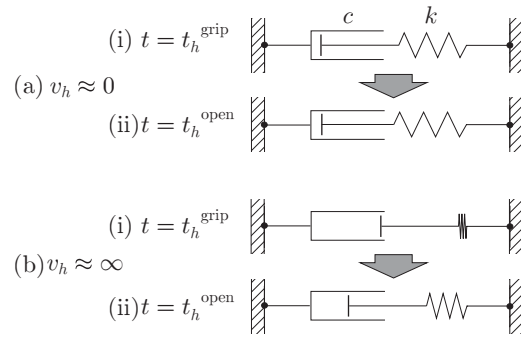 c k
(i) t = t_h^grip
(a) v_h ≈ 0
(ii) t = t_h^open
(i) t = t_h^grip
(b) v_h ≈ ∞
(ii) t = t_h^open